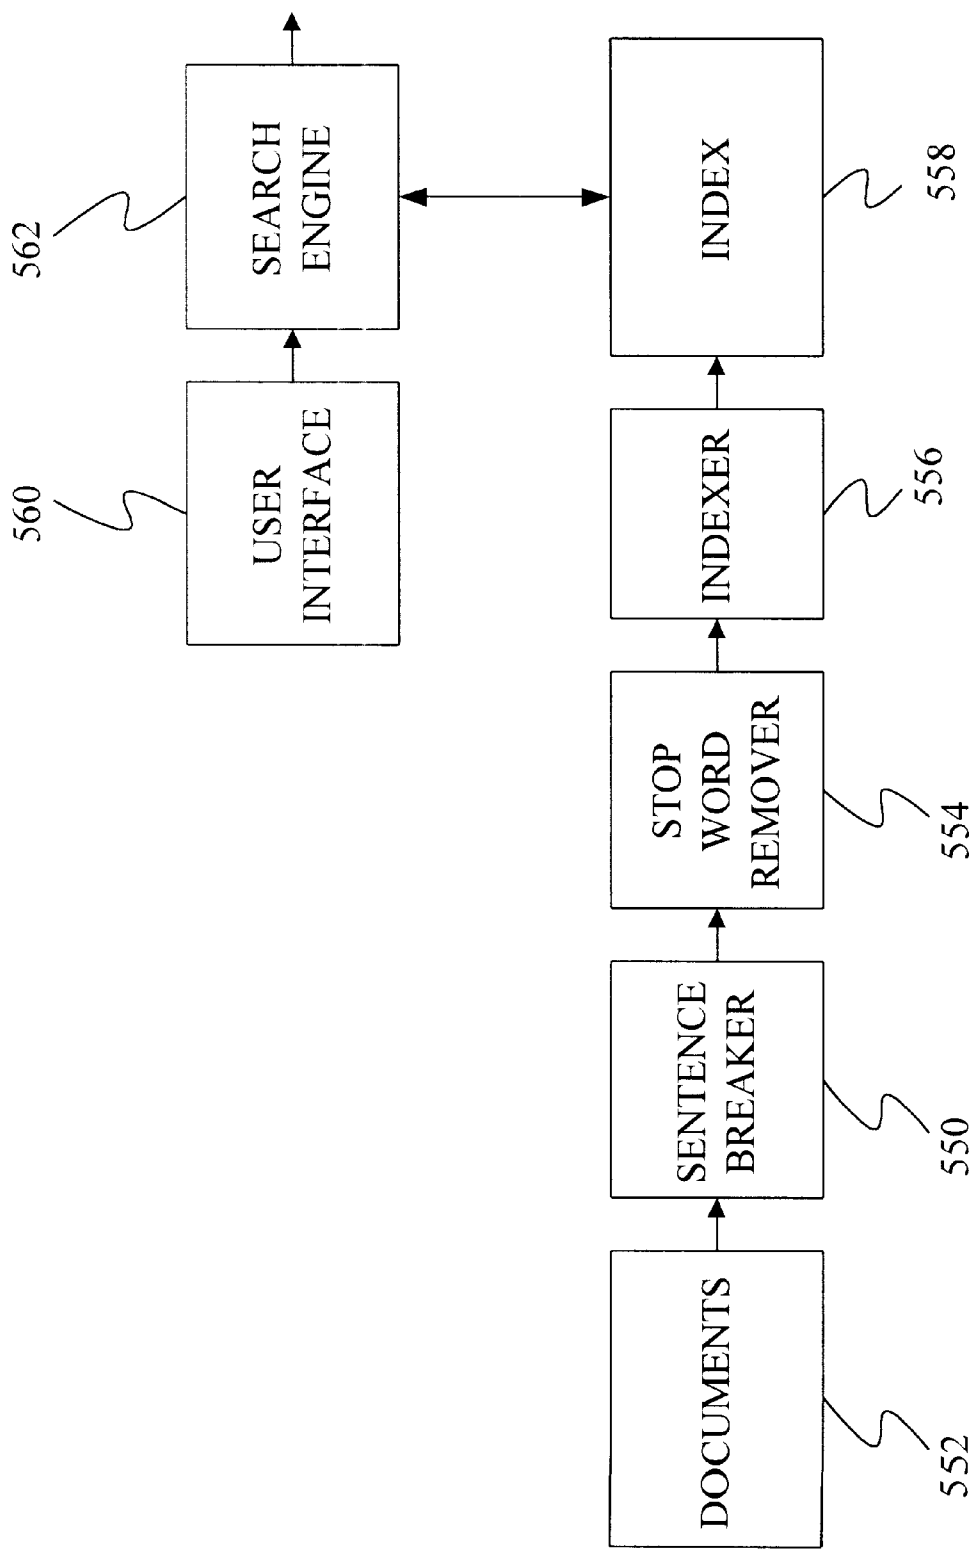 562
SEARCH
ENGINE
560
USER
INTERFACE
DOCUMENTS
552
SENTENCE
BREAKER
550
STOP
WORD
REMOVER
554
INDEXER
556
INDEX
558